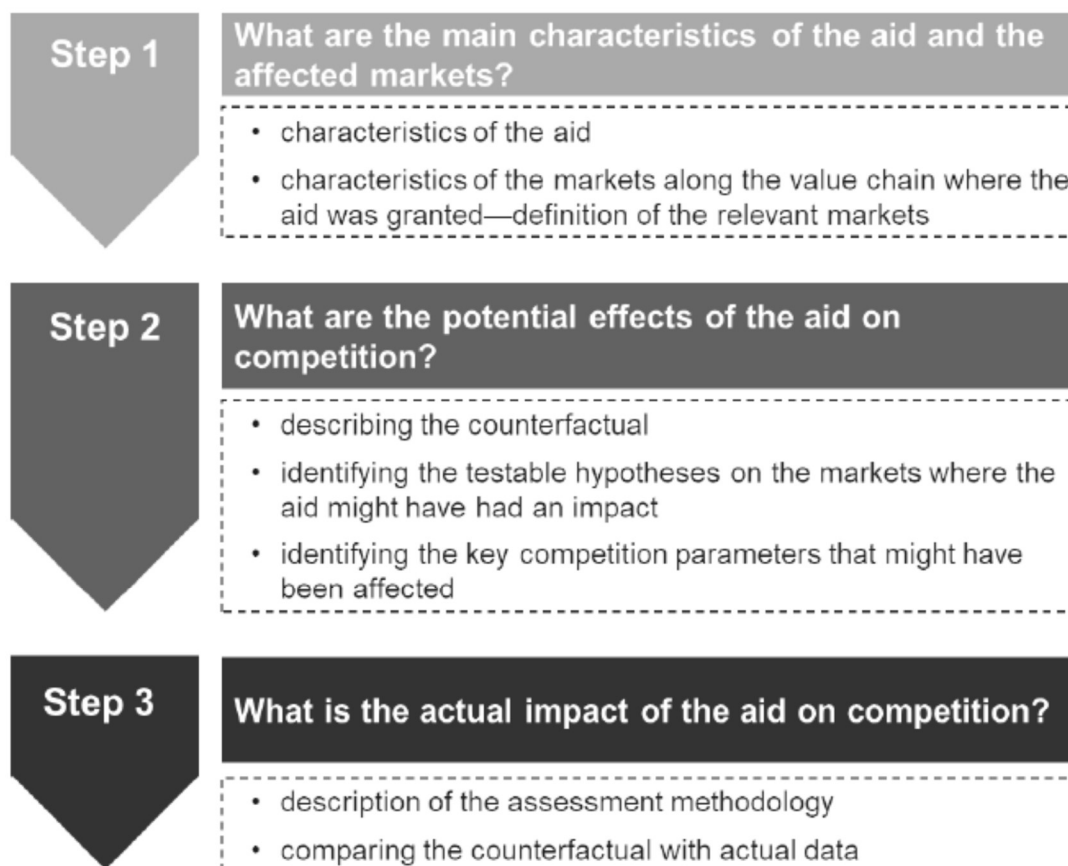 Step 1
What are the main characteristics of the aid and the
affected markets?
• characteristics of the aid
• characteristics of the markets along the value chain where the
aid was granted—definition of the relevant markets
Step 2
What are the potential effects of the aid on
competition?
• describing the counterfactual
• identifying the testable hypotheses on the markets where the
aid might have had an impact
• identifying the key competition parameters that might have
been affected
Step 3
What is the actual impact of the aid on competition?
• description of the assessment methodology
• comparing the counterfactual with actual data